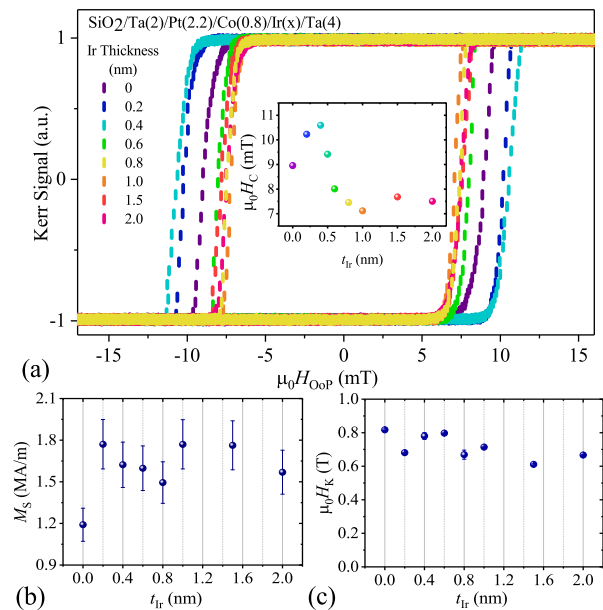 SiO2/Ta(2)/Pt(2.2)/Co(0.8)/Ir(x)/Ta(4)
Ir Thickness
(nm)
0
0.2
0.4
0.6
0.8
1.0
1.5
2.0
Kerr Signal (a.u.)
1
0
-1
μ0HC (mT)
11
10
9
8
7
0.0 0.5 1.0 1.5 2.0
tIr (nm)
-15 -10 -5 0 5 10 15
μ0HOoP (mT)
(a)
MS (MA/m)
2.1
1.8
1.5
1.2
0.9
0.0 0.4 0.8 1.2 1.6 2.0
tIr (nm)
(b)
μ0HK (T)
1.0
0.8
0.6
0.4
0.2
0.0
0.0 0.4 0.8 1.2 1.6 2.0
tIr (nm)
(c)